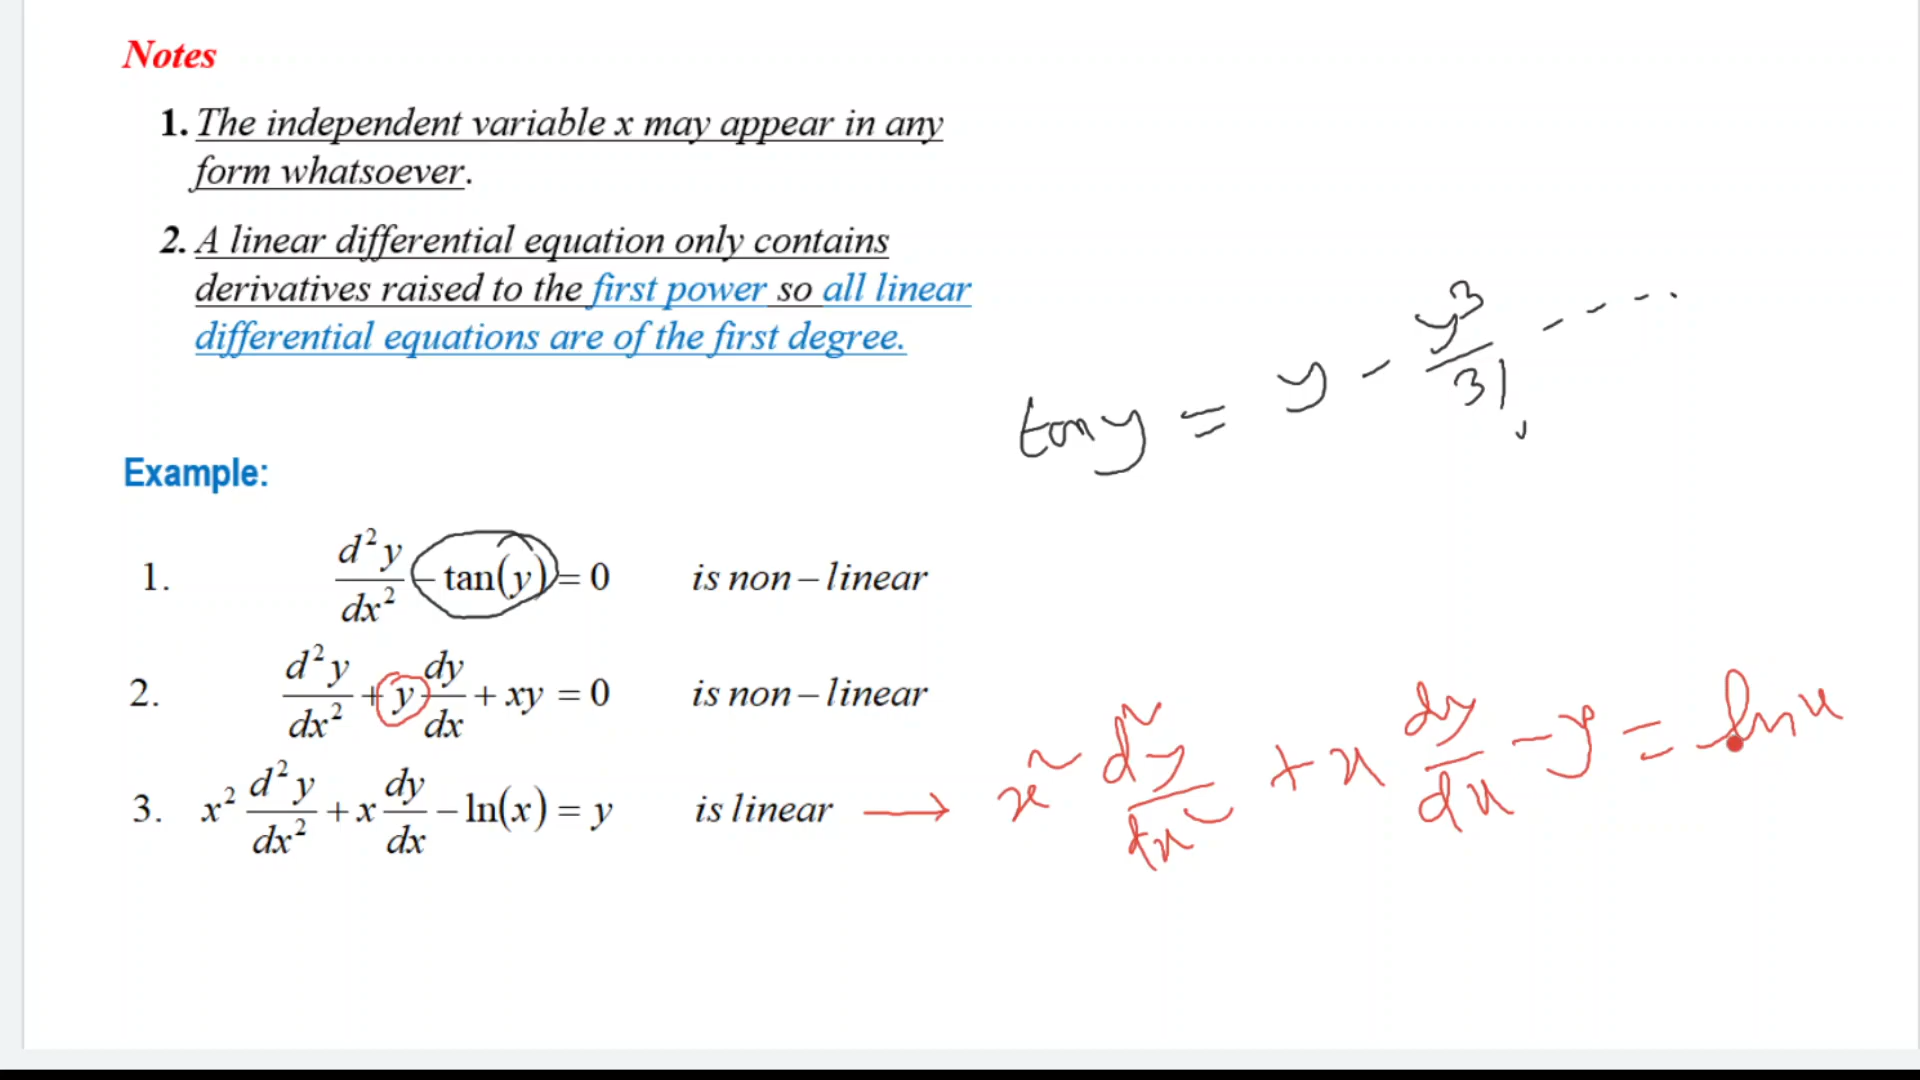 Notes
1. The independent variable x may appear in any
form whatsoever.
2. A linear differential equation only contains
derivatives raised to the first power so all linear
differential equations are of the first degree.
tan y = y - y³/3! - - - - .
Example:
1. d²y/dx² - tan(y) = 0 is non-linear
2. d²y/dx² + y dy/dx + xy = 0 is non-linear
3. x² d²y/dx² + x dy/dx - ln(x) = y is linear → x² d²y/dx² + x dy/dx - y = ln x